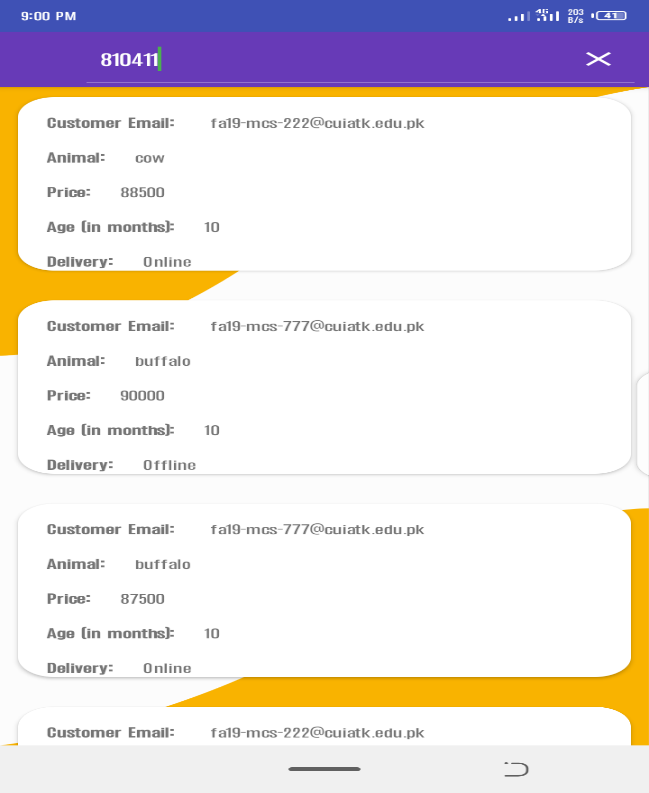 9:00 PM 203 B/s 41
810411
Customer Email: fa19-mcs-222@cuiatk.edu.pk
Animal: cow
Price: 88500
Age (in months): 10
Delivery: Online
Customer Email: fa19-mcs-777@cuiatk.edu.pk
Animal: buffalo
Price: 90000
Age (in months): 10
Delivery: Offline
Customer Email: fa19-mcs-777@cuiatk.edu.pk
Animal: buffalo
Price: 87500
Age (in months): 10
Delivery: Online
Customer Email: fa19-mcs-222@cuiatk.edu.pk